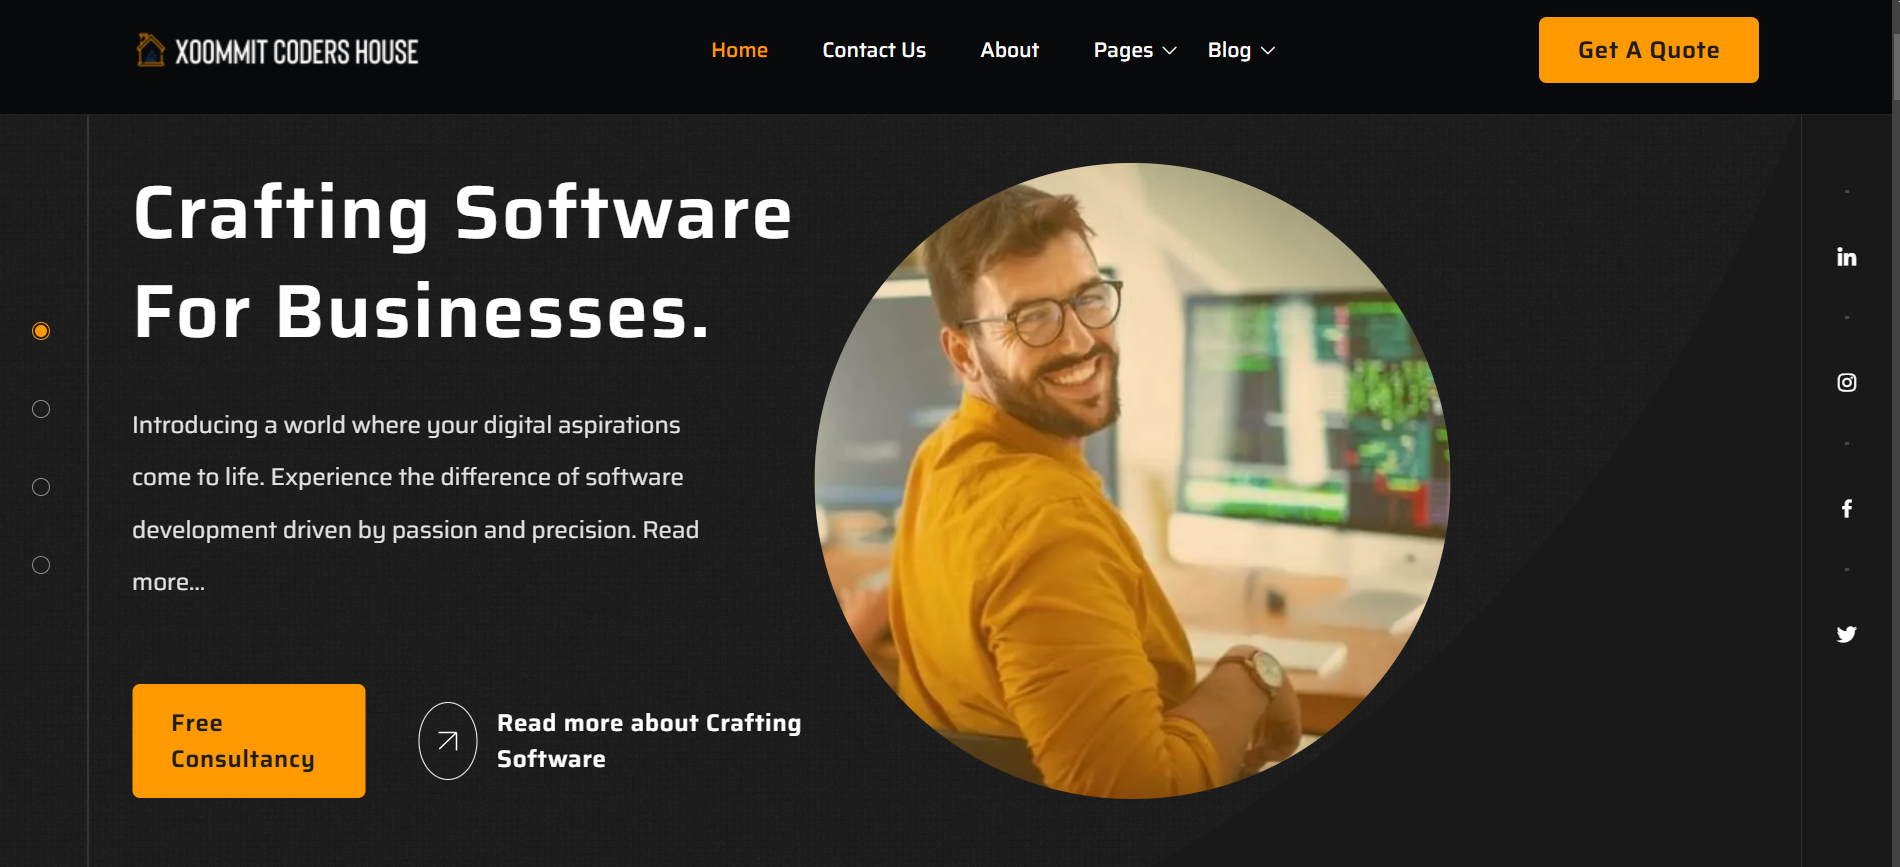 XOOMMIT CODERS HOUSE
Home
Contact Us
About
Pages
Blog
Get A Quote
Crafting Software
For Businesses.
Introducing a world where your digital aspirations
come to life. Experience the difference of software
development driven by passion and precision. Read
more...
Free
Consultancy
Read more about Crafting
Software